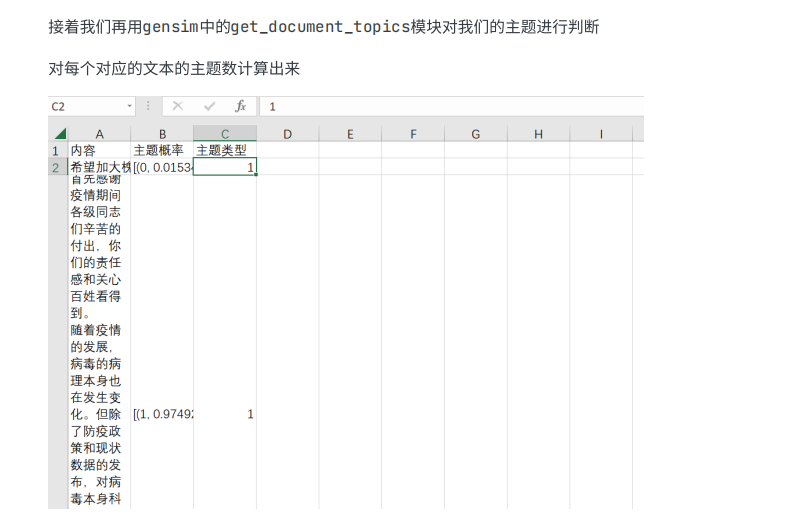 接着我们再用gensim中的get_document_topics模块对我们的主题进行判断
对每个对应的文本的主题数计算出来
C2 fx 1
A B C D E F G H I
1 内容 主题概率 主题类型
2 希望加大核 [(0, 0.0153 1
首先感谢
疫情期间
各级同志
们辛苦的
付出，你
们的责任
感和关心
百姓看得
到。
随着疫情
的发展，
病毒的病
理本身也
在发生变
化。但除 [(1, 0.9749 1
了防疫政
策和现状
数据的发
布，对病
毒本身科